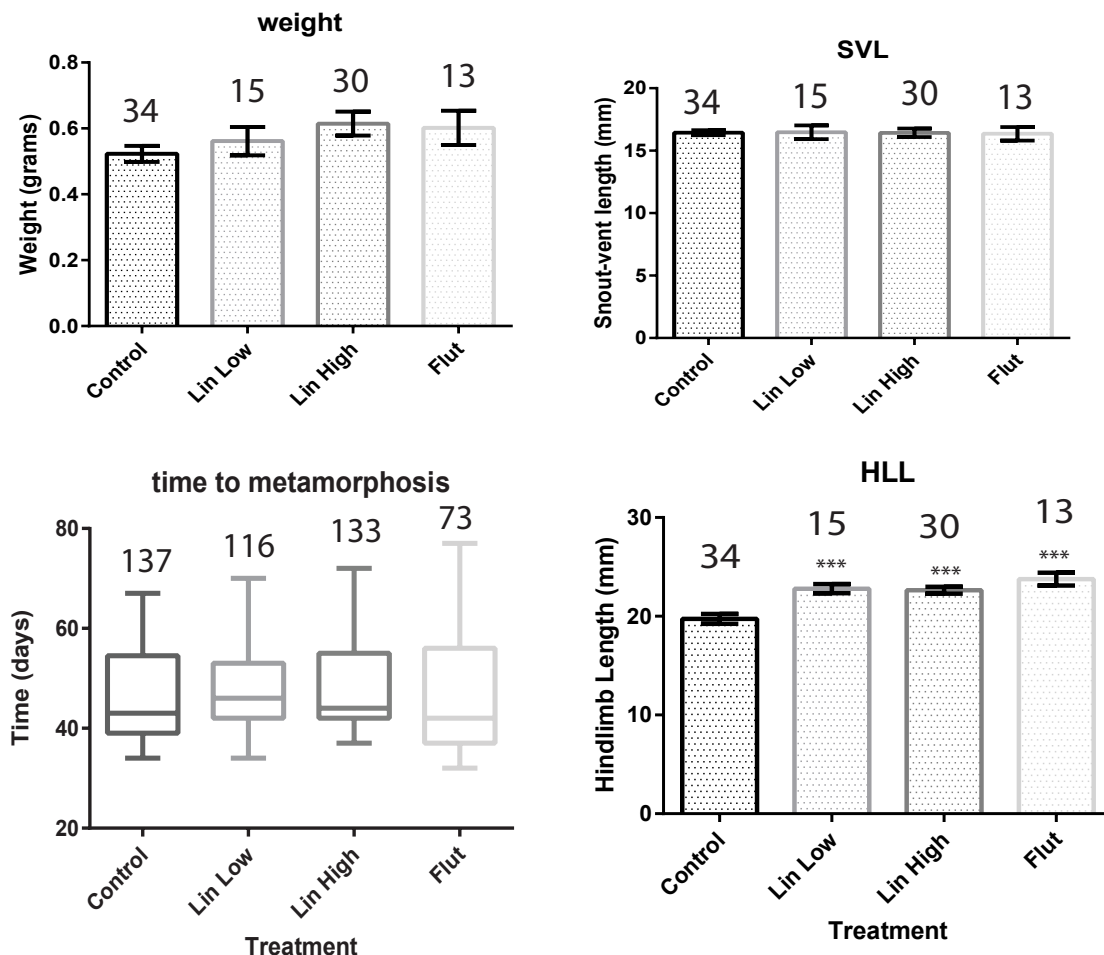 weight
Weight (grams)
0.8
0.6
0.4
0.2
0.0
34
15
30
13
Control
Lin Low
Lin High
Flut
SVL
Snout-vent length (mm)
20
15
10
5
0
34
15
30
13
Control
Lin Low
Lin High
Flut
time to metamorphosis
Time (days)
80
60
40
20
137
116
133
73
Control
Lin Low
Lin High
Flut
Treatment
HLL
Hindlimb Length (mm)
30
20
10
0
34
15
30
13
***
***
***
Control
Lin Low
Lin High
Flut
Treatment